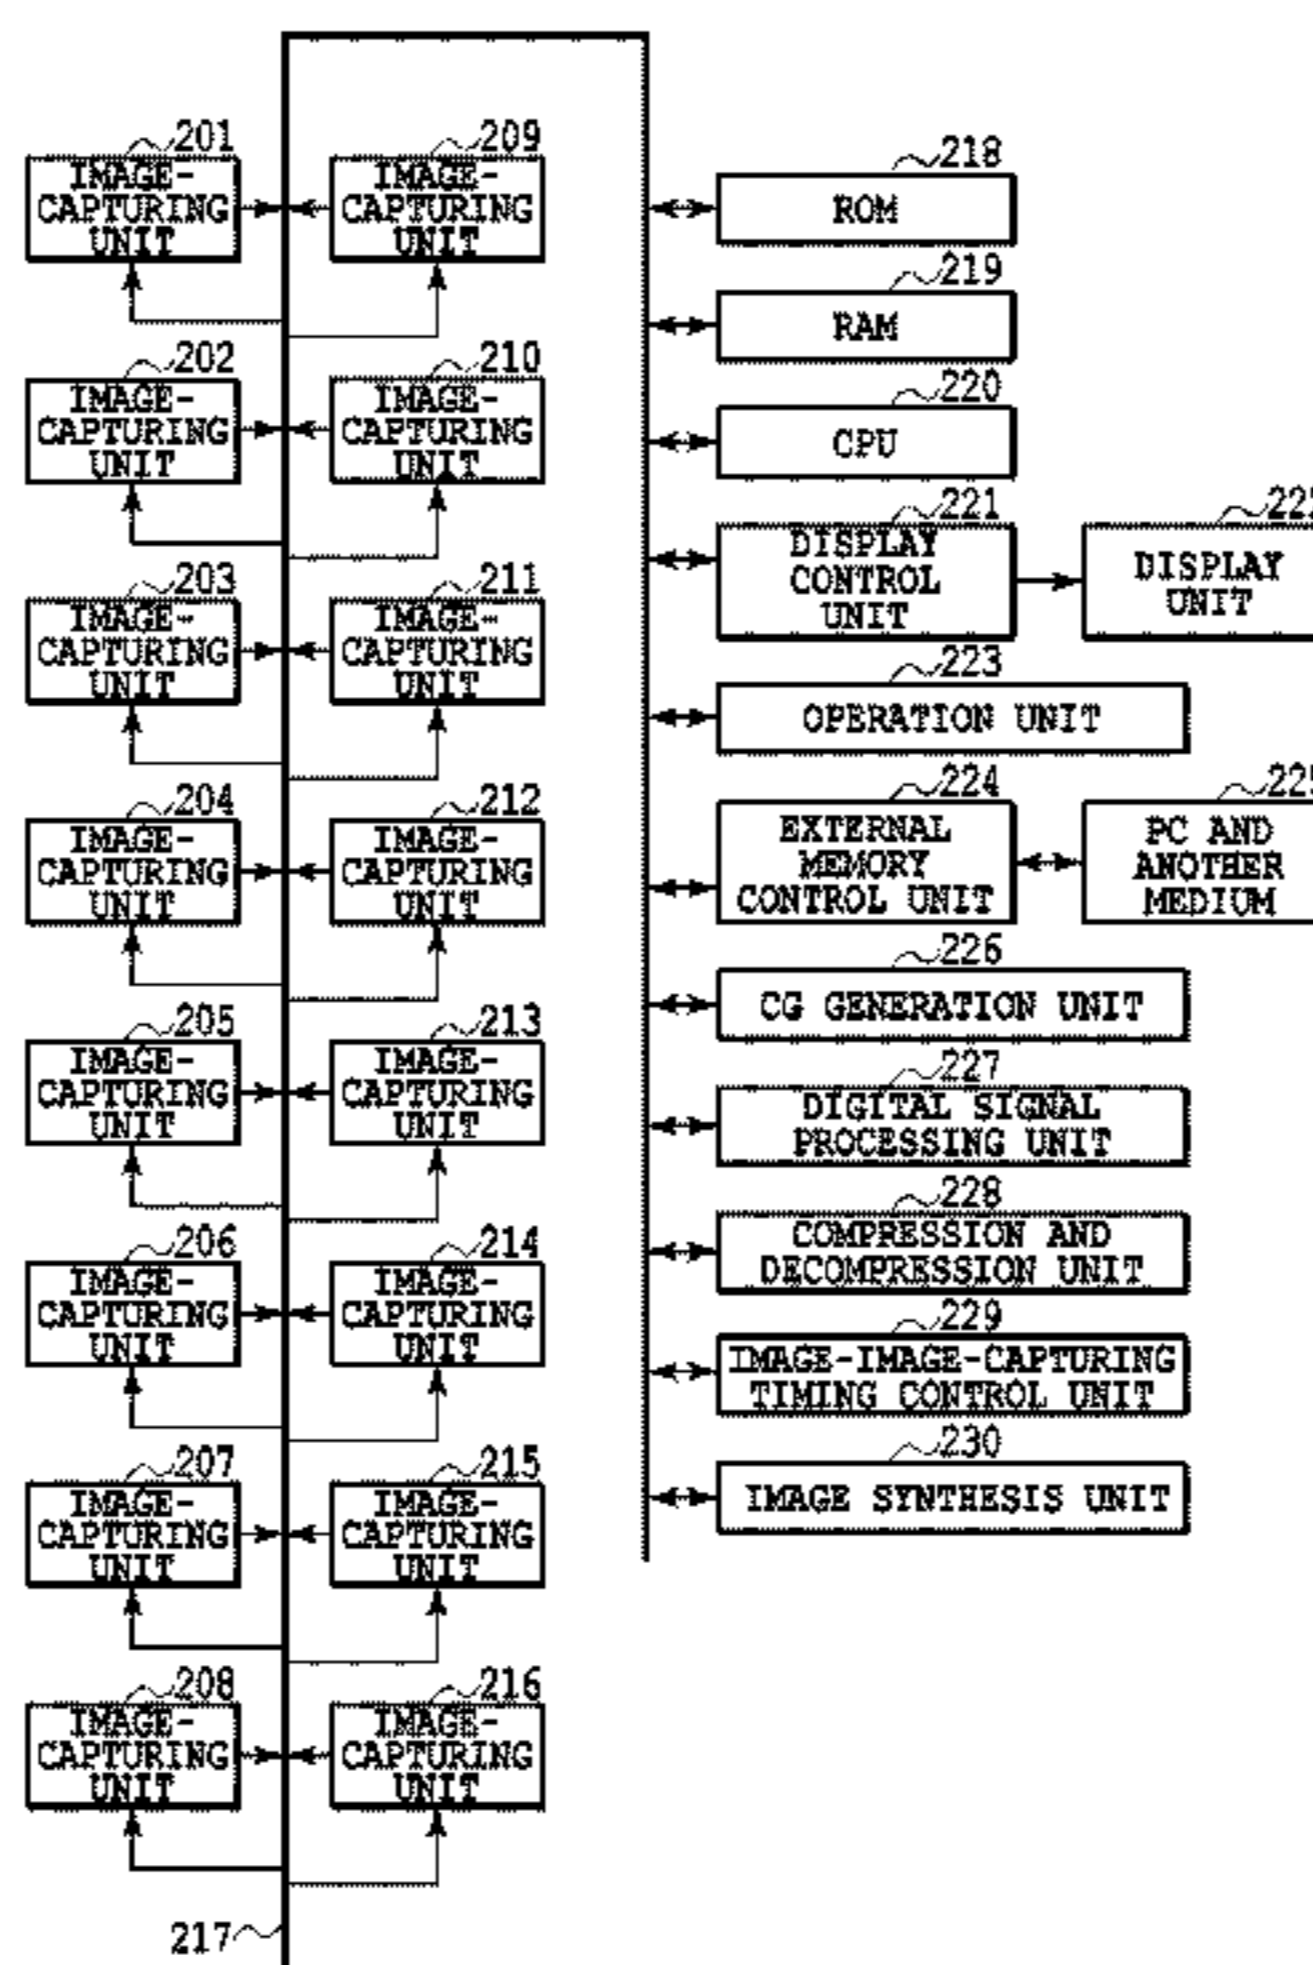 201
IMAGE-
CAPTURING
UNIT
209
IMAGE-
CAPTURING
UNIT
202
IMAGE-
CAPTURING
UNIT
210
IMAGE-
CAPTURING
UNIT
203
IMAGE-
CAPTURING
UNIT
211
IMAGE-
CAPTURING
UNIT
204
IMAGE-
CAPTURING
UNIT
212
IMAGE-
CAPTURING
UNIT
205
IMAGE-
CAPTURING
UNIT
213
IMAGE-
CAPTURING
UNIT
206
IMAGE-
CAPTURING
UNIT
214
IMAGE-
CAPTURING
UNIT
207
IMAGE-
CAPTURING
UNIT
215
IMAGE-
CAPTURING
UNIT
208
IMAGE-
CAPTURING
UNIT
216
IMAGE-
CAPTURING
UNIT
217
218
ROM
219
RAM
220
CPU
221
DISPLAY
CONTROL
UNIT
DISPLAY
UNIT
223
OPERATION UNIT
224
EXTERNAL
MEMORY
CONTROL UNIT
PC AND
ANOTHER
MEDIUM
226
CG GENERATION UNIT
227
DIGITAL SIGNAL
PROCESSING UNIT
228
COMPRESSION AND
DECOMPRESSION UNIT
229
IMAGE-IMAGE-CAPTURING
TIMING CONTROL UNIT
230
IMAGE SYNTHESIS UNIT